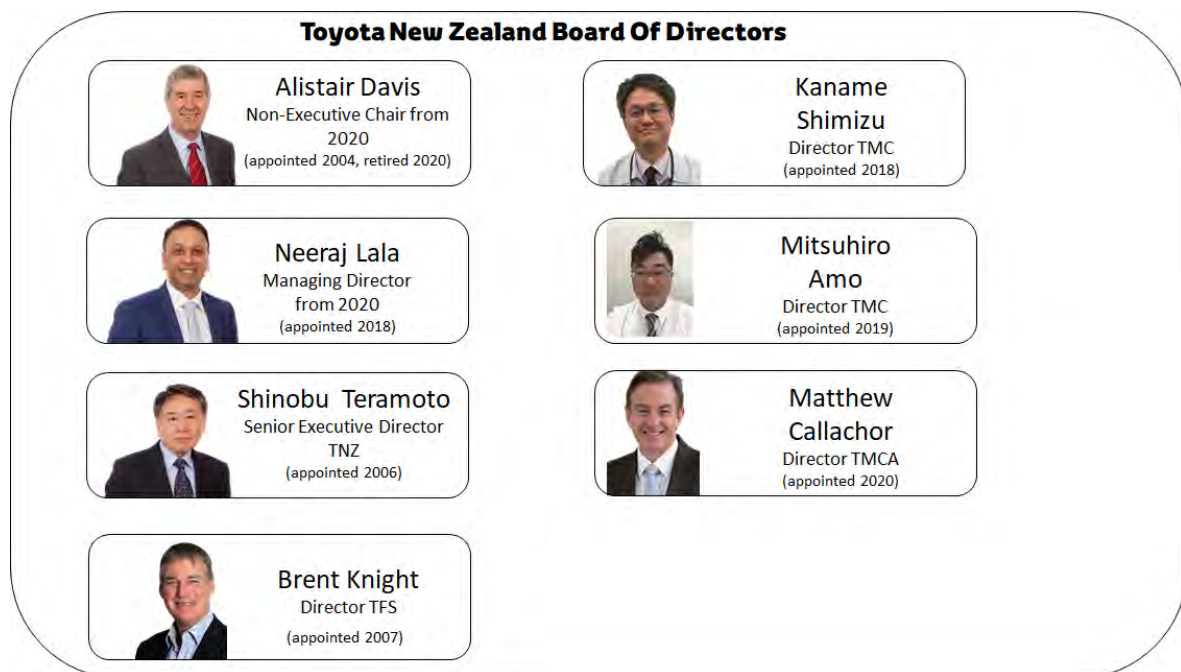 Toyota New Zealand Board Of Directors
Alistair Davis
Non-Executive Chair from
2020
(appointed 2004, retired 2020)
Neeraj Lala
Managing Director
from 2020
(appointed 2018)
Shinobu Teramoto
Senior Executive Director
TNZ
(appointed 2006)
Brent Knight
Director TFS
(appointed 2007)
Kaname
Shimizu
Director TMC
(appointed 2018)
Mitsuhiro
Amo
Director TMC
(appointed 2019)
Matthew
Callachor
Director TMCA
(appointed 2020)